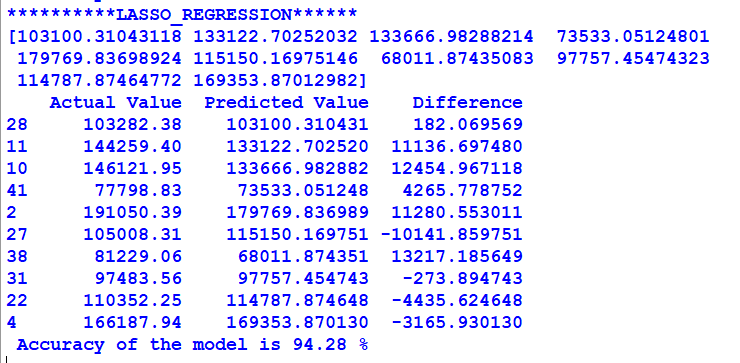 **********LASSO_REGRESSION******
[103100.31043118 133122.70252032 133666.98288214 73533.05124801
179769.83698924 115150.16975146 68011.87435083 97757.45474323
114787.87464772 169353.87012982]
Actual Value Predicted Value Difference
28 103282.38 103100.310431 182.069569
11 144259.40 133122.702520 11136.697480
10 146121.95 133666.982882 12454.967118
41 77798.83 73533.051248 4265.778752
2 191050.39 179769.836989 11280.553011
27 105008.31 115150.169751 -10141.859751
38 81229.06 68011.874351 13217.185649
31 97483.56 97757.454743 -273.894743
22 110352.25 114787.874648 -4435.624648
4 166187.94 169353.870130 -3165.930130
Accuracy of the model is 94.28 %